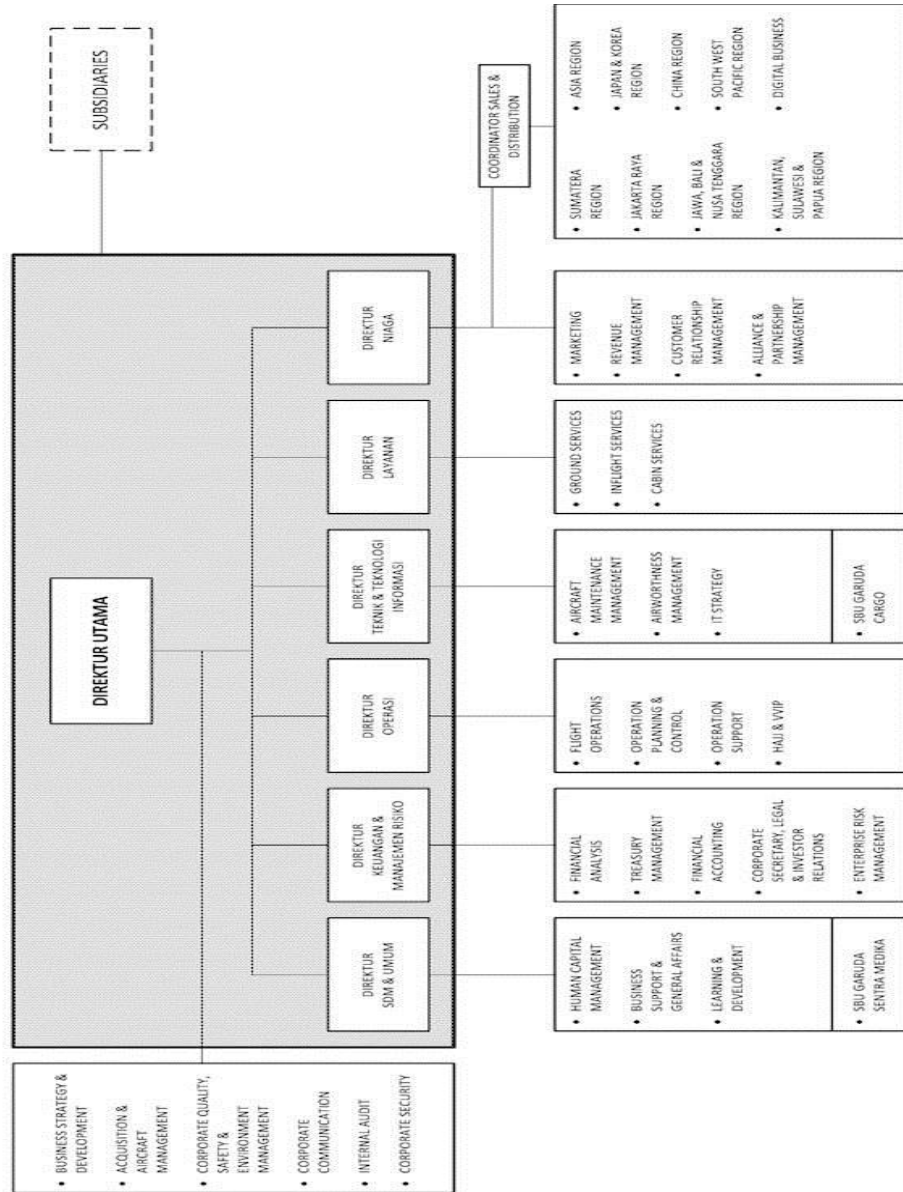 SUBSIDIARIES
DIREKTUR UTAMA
BUSINESS STRATEGY &
DEVELOPMENT
ACQUISITION &
AIRCRAFT
MANAGEMENT
CORPORATE QUALITY,
SAFETY &
ENVIRONMENT
MANAGEMENT
CORPORATE
COMMUNICATION
INTERNAL AUDIT
CORPORATE SECURITY
DIREKTUR
SDM & UMUM
DIREKTUR
KEUANGAN &
MANAJEMEN RISIKO
DIREKTUR
OPERASI
DIREKTUR
TEKNIK & TEKNOLOGI
INFORMASI
DIREKTUR
LAYANAN
DIREKTUR
NIAGA
COORDINATOR SALES &
DISTRIBUTION
HUMAN CAPITAL
MANAGEMENT
BUSINESS
SUPPORT &
GENERAL AFFAIRS
LEARNING &
DEVELOPMENT
SBU GARUDA
SENTRA MEDIKA
FINANCIAL
ANALYSIS
TREASURY
MANAGEMENT
FINANCIAL
ACCOUNTING
CORPORATE
SECRETARY, LEGAL
& INVESTOR
RELATIONS
ENTERPRISE RISK
MANAGEMENT
FLIGHT
OPERATIONS
OPERATION
PLANNING &
CONTROL
OPERATION
SUPPORT
HAJJ & VVIP
AIRCRAFT
MAINTENANCE
MANAGEMENT
AIRWORTHNESS
MANAGEMENT
IT STRATEGY
SBU GARUDA
CARGO
GROUND SERVICES
INFLIGHT SERVICES
CABIN SERVICES
MARKETING
REVENUE
MANAGEMENT
CUSTOMER
RELATIONSHIP
MANAGEMENT
ALLIANCE &
PARTNERSHIP
MANAGEMENT
SUMATERA
REGION
JAKARTA RAYA
REGION
JAWA, BALI &
NUSA TENGGARA
REGION
KALIMANTAN,
SULAWESI &
PAPUA REGION
ASIA REGION
JAPAN & KOREA
REGION
CHINA REGION
SOUTH WEST
PACIFIC REGION
DIGITAL BUSINESS